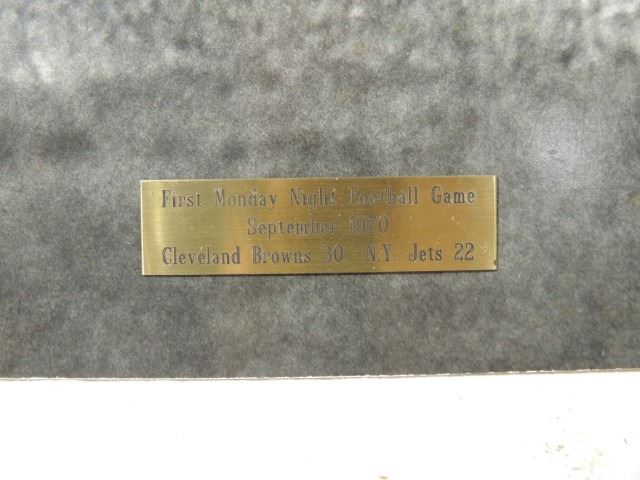 First Monday Night Football Game
September 1970
Cleveland Browns 30 N.Y. Jets 22